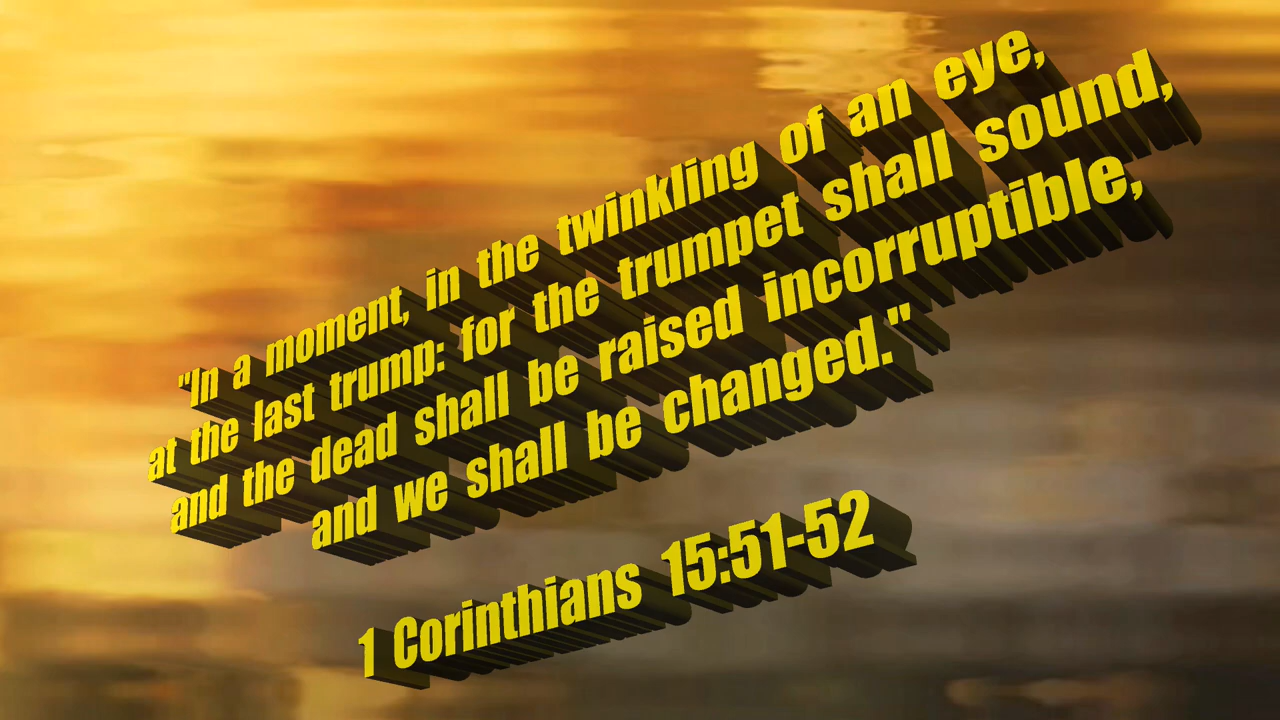 "In a moment, in the twinkling of an eye,
at the last trump: for the trumpet shall sound,
and the dead shall be raised incorruptible,
and we shall be changed."
1 Corinthians 15:51-52